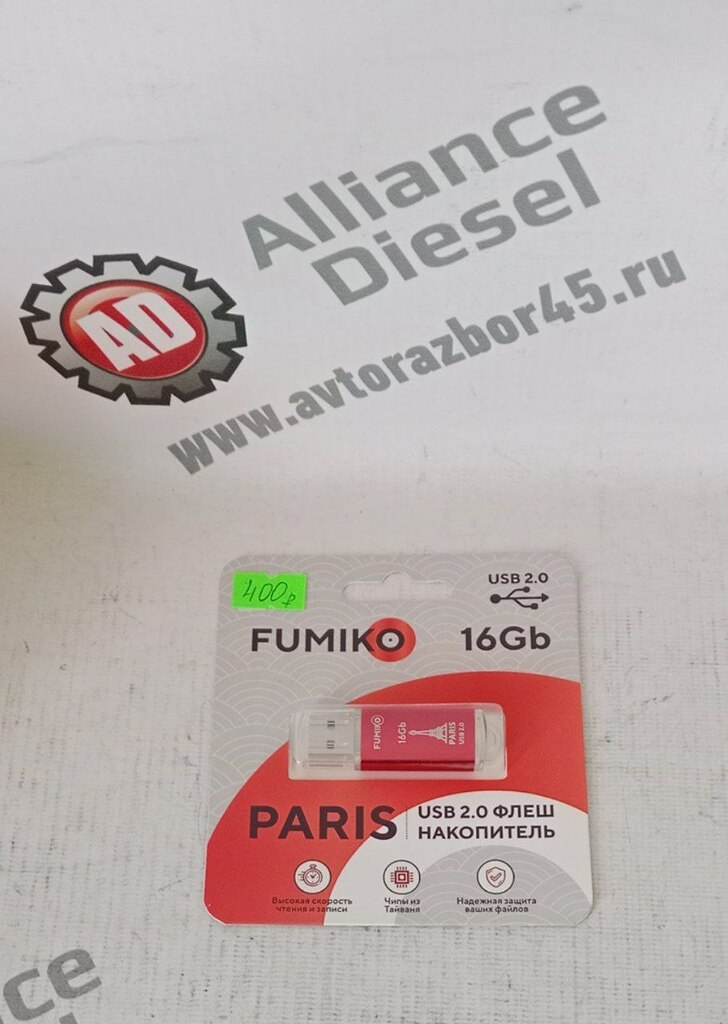 Alliance
Diesel
AD
www.avtorazbor45.ru
400₽
USB 2.0
FUMIKO
16Gb
FUMIKO
16Gb
PARIS
USB 2.0
PARIS
USB 2.0 ФЛЕШ
НАКОПИТЕЛЬ
Высокая скорость
чтения и записи
Чипы из
Тайваня
Надежная защита
ваших файлов
ce